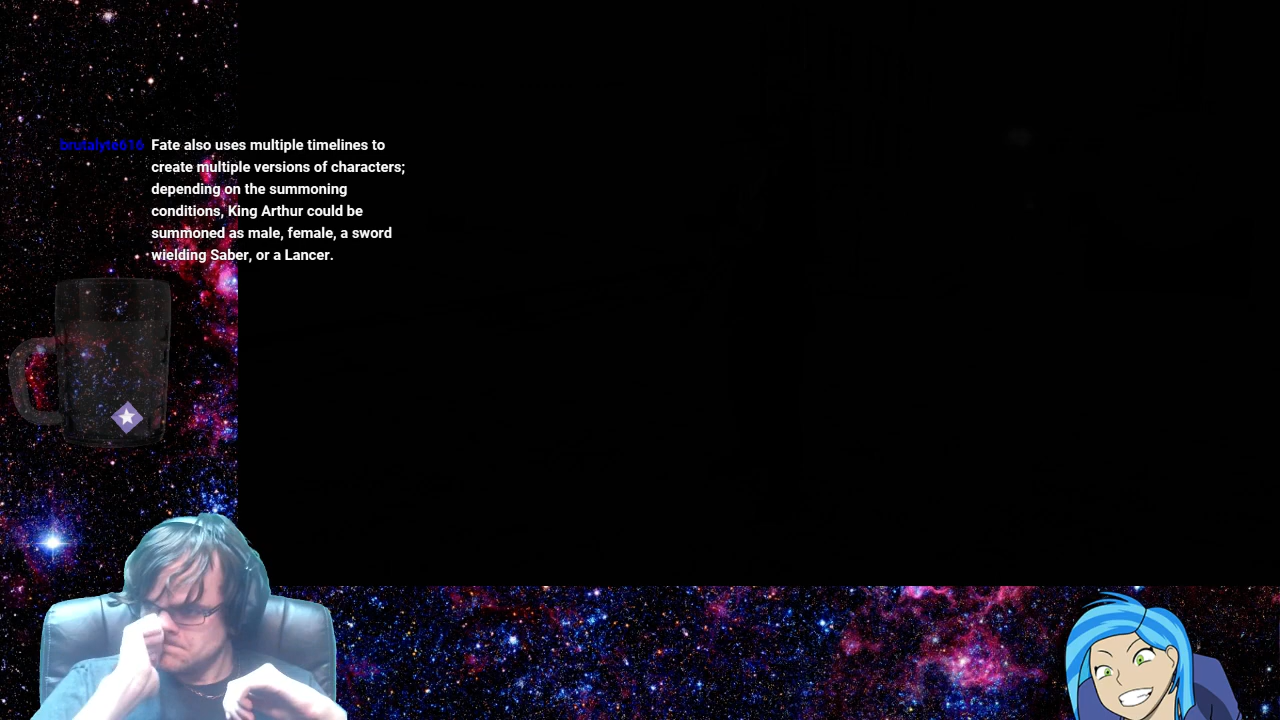 brutalyte616 Fate also uses multiple timelines to
create multiple versions of characters;
depending on the summoning
conditions, King Arthur could be
summoned as male, female, a sword
wielding Saber, or a Lancer.